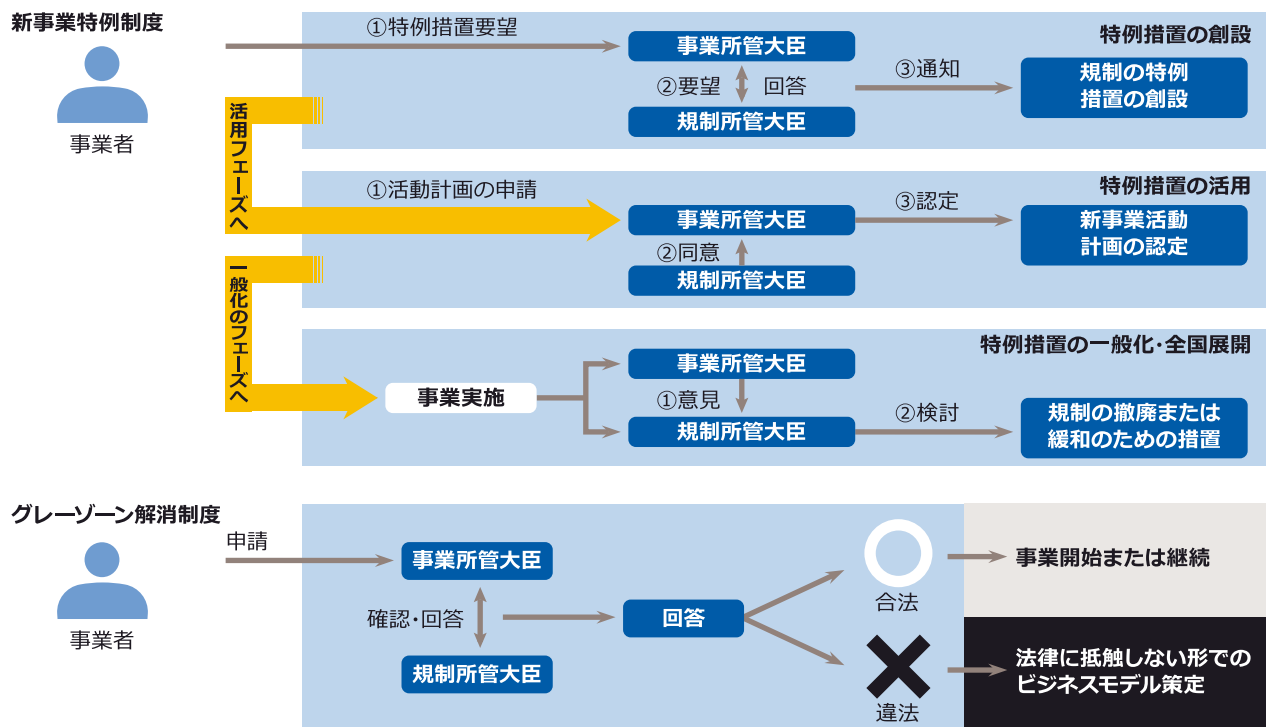 新事業特例制度
事業者
①特例措置要望
事業所管大臣
②要望
回答
規制所管大臣
③通知
特例措置の創設
規制の特例
措置の創設
活用フェーズへ
①活動計画の申請
事業所管大臣
②同意
規制所管大臣
③認定
特例措置の活用
新事業活動
計画の認定
一般化のフェーズへ
事業実施
事業所管大臣
①意見
規制所管大臣
②検討
特例措置の一般化・全国展開
規制の撤廃または
緩和のための措置
グレーゾーン解消制度
事業者
申請
事業所管大臣
確認・回答
規制所管大臣
回答
合法
事業開始または継続
違法
法律に抵触しない形での
ビジネスモデル策定